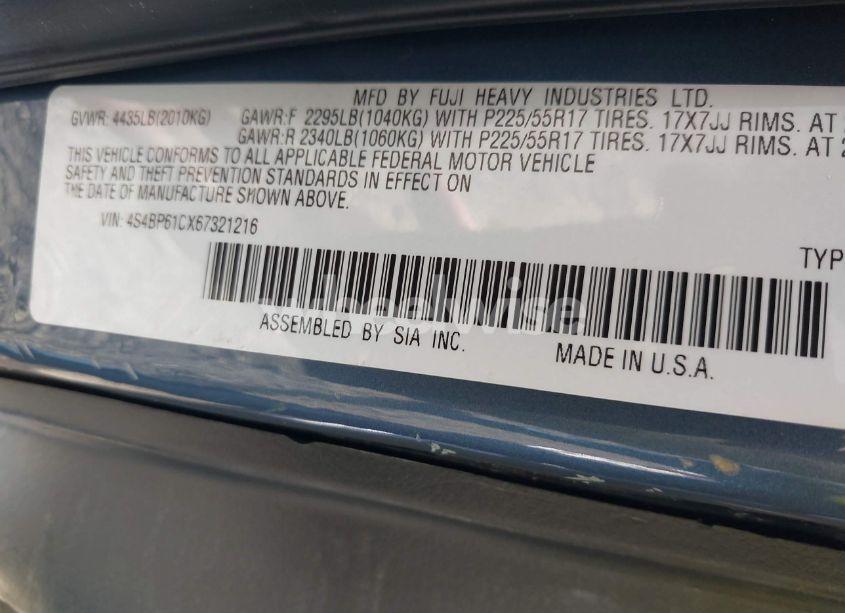 MFD BY FUJI HEAVY INDUSTRIES LTD.
GVWR: 4435LB(2010KG) GAWR:F 2295LB(1040KG) WITH P225/55R17 TIRES. 17X7JJ RIMS. AT
GAWR:R 2340LB(1060KG) WITH P225/55R17 TIRES. 17X7JJ RIMS. AT 2
THIS VEHICLE CONFORMS TO ALL APPLICABLE FEDERAL MOTOR VEHICLE
SAFETY AND THEFT PREVENTION STANDARDS IN EFFECT ON
THE DATE OF MANUFACTURE SHOWN ABOVE.
VIN: 4S4BP61CX67321216
TYP
wheelwise
ASSEMBLED BY SIA INC.
MADE IN U.S.A.